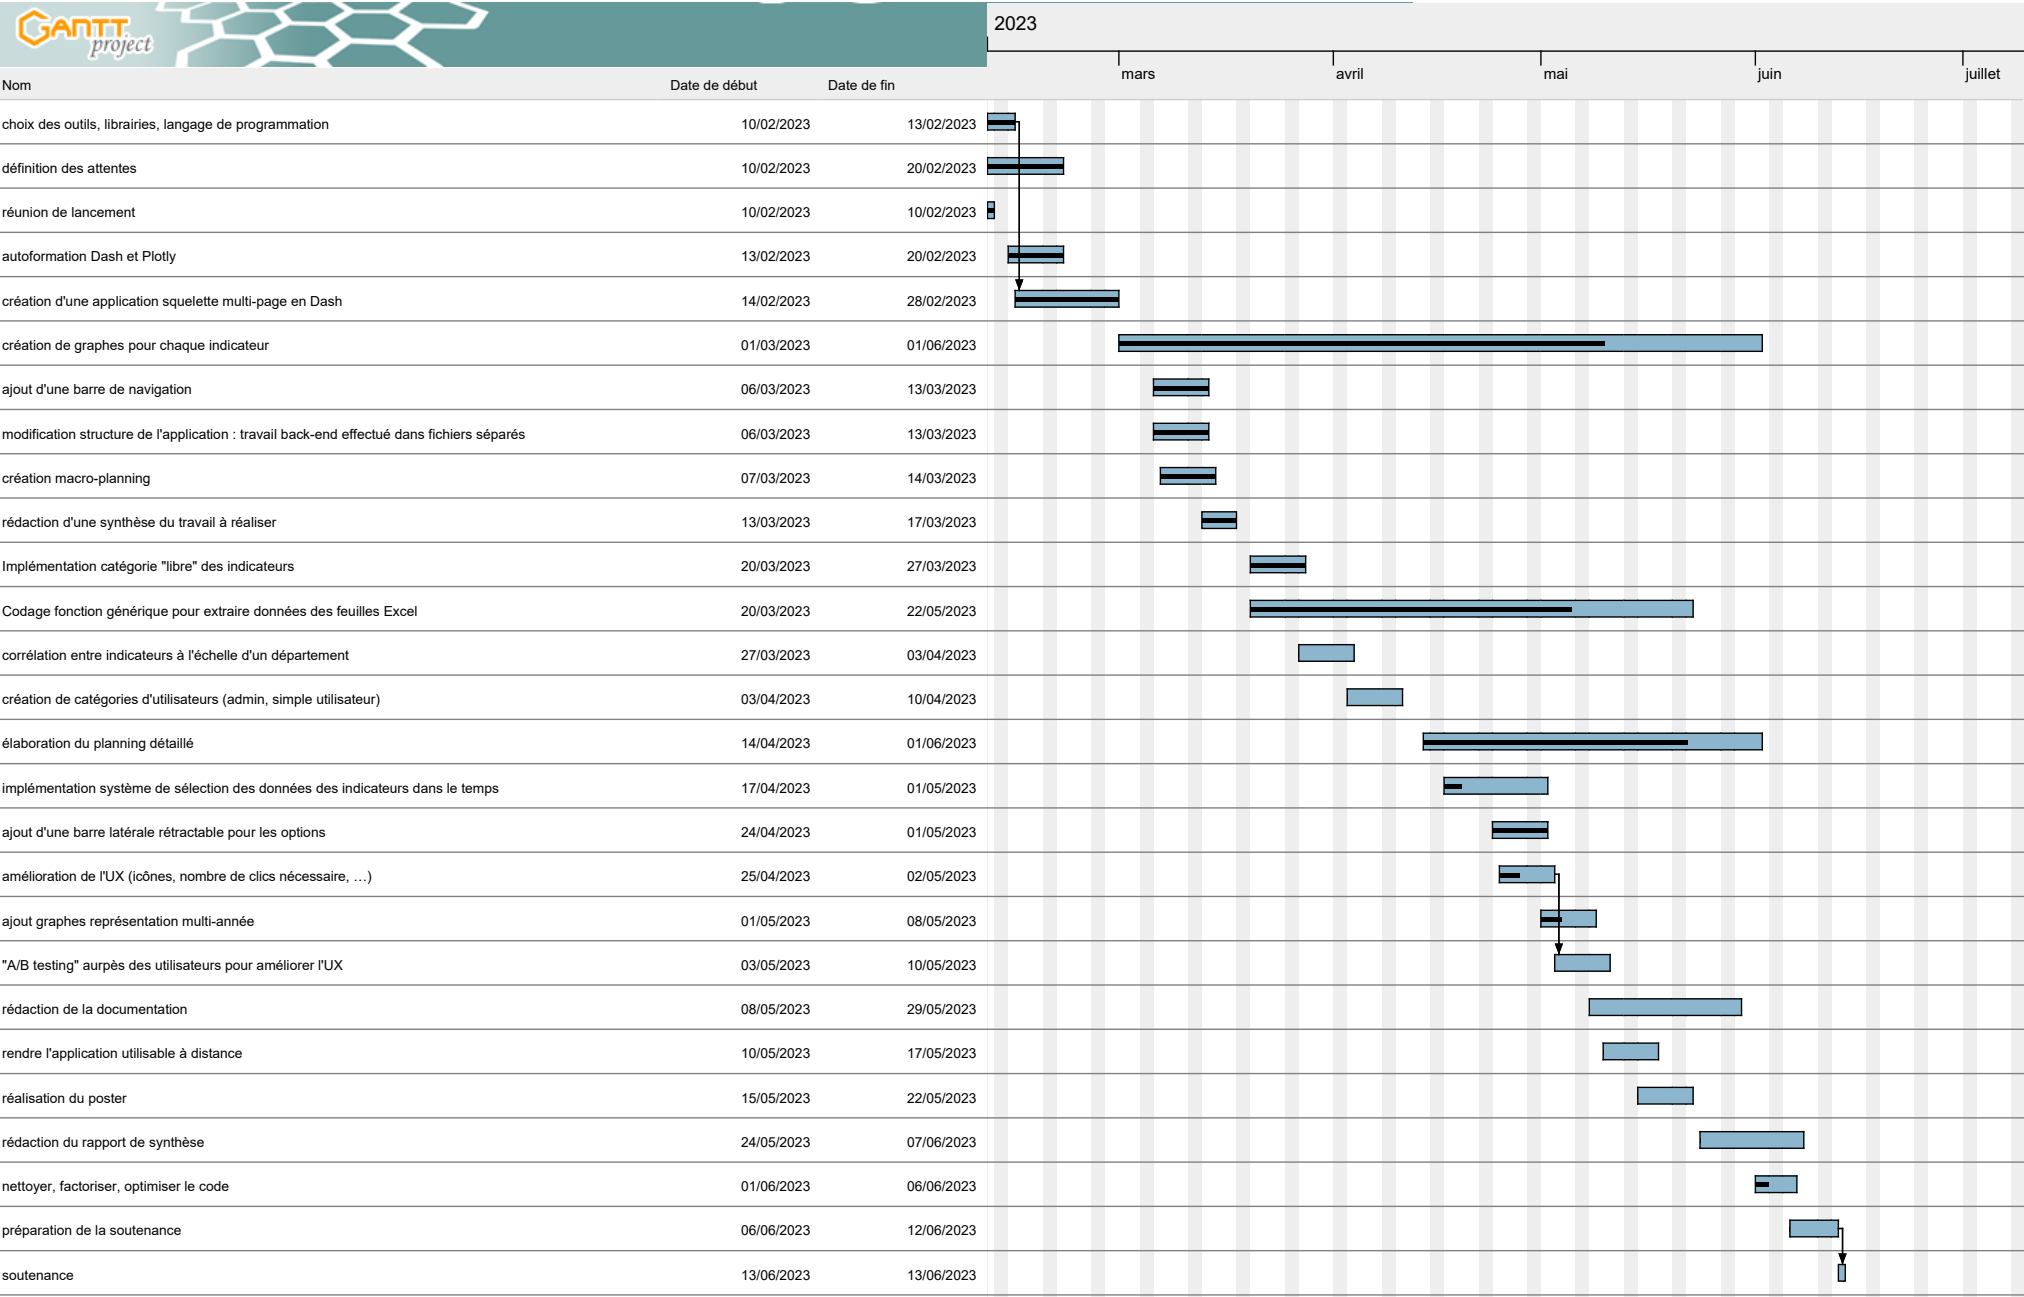 GANTT
project
2023
mars avril mai juin juillet
Nom Date de début Date de fin
choix des outils, librairies, langage de programmation 10/02/2023 13/02/2023
définition des attentes 10/02/2023 20/02/2023
réunion de lancement 10/02/2023 10/02/2023
autoformation Dash et Plotly 13/02/2023 20/02/2023
création d'une application squelette multi-page en Dash 14/02/2023 28/02/2023
création de graphes pour chaque indicateur 01/03/2023 01/06/2023
ajout d'une barre de navigation 06/03/2023 13/03/2023
modification structure de l'application : travail back-end effectué dans fichiers séparés 06/03/2023 13/03/2023
création macro-planning 07/03/2023 14/03/2023
rédaction d'une synthèse du travail à réaliser 13/03/2023 17/03/2023
Implémentation catégorie "libre" des indicateurs 20/03/2023 27/03/2023
Codage fonction générique pour extraire données des feuilles Excel 20/03/2023 22/05/2023
corrélation entre indicateurs à l'échelle d'un département 27/03/2023 03/04/2023
création de catégories d'utilisateurs (admin, simple utilisateur) 03/04/2023 10/04/2023
élaboration du planning détaillé 14/04/2023 01/06/2023
implémentation système de sélection des données des indicateurs dans le temps 17/04/2023 01/05/2023
ajout d'une barre latérale rétractable pour les options 24/04/2023 01/05/2023
amélioration de l'UX (icônes, nombre de clics nécessaire, …) 25/04/2023 02/05/2023
ajout graphes représentation multi-année 01/05/2023 08/05/2023
"A/B testing" aurpès des utilisateurs pour améliorer l'UX 03/05/2023 10/05/2023
rédaction de la documentation 08/05/2023 29/05/2023
rendre l'application utilisable à distance 10/05/2023 17/05/2023
réalisation du poster 15/05/2023 22/05/2023
rédaction du rapport de synthèse 24/05/2023 07/06/2023
nettoyer, factoriser, optimiser le code 01/06/2023 06/06/2023
préparation de la soutenance 06/06/2023 12/06/2023
soutenance 13/06/2023 13/06/2023